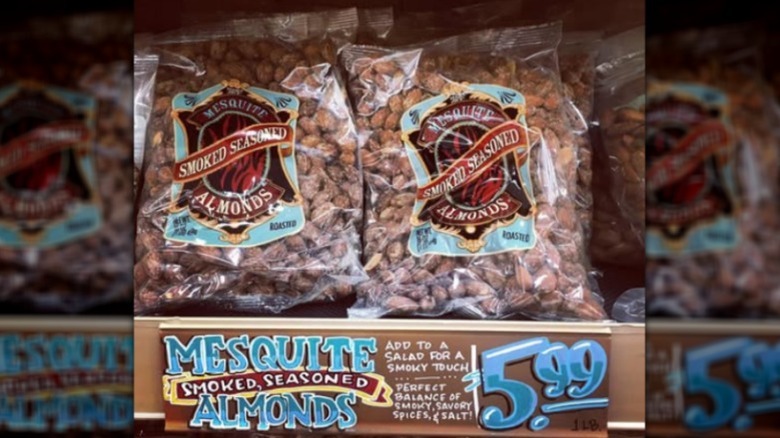 MESQUITE
SMOKED SEASONED
ALMONDS
ROASTED
MESQUITE
SMOKED SEASONED
ALMONDS
ROASTED
MESQUITE
SMOKED, SEASONED
ALMONDS
ADD TO A
SALAD FOR A
SMOKY TOUCH
... ... ...
PERFECT
BALANCE OF
SMOKY, SAVORY
SPICES, & SALT!
$5.99
1 LB